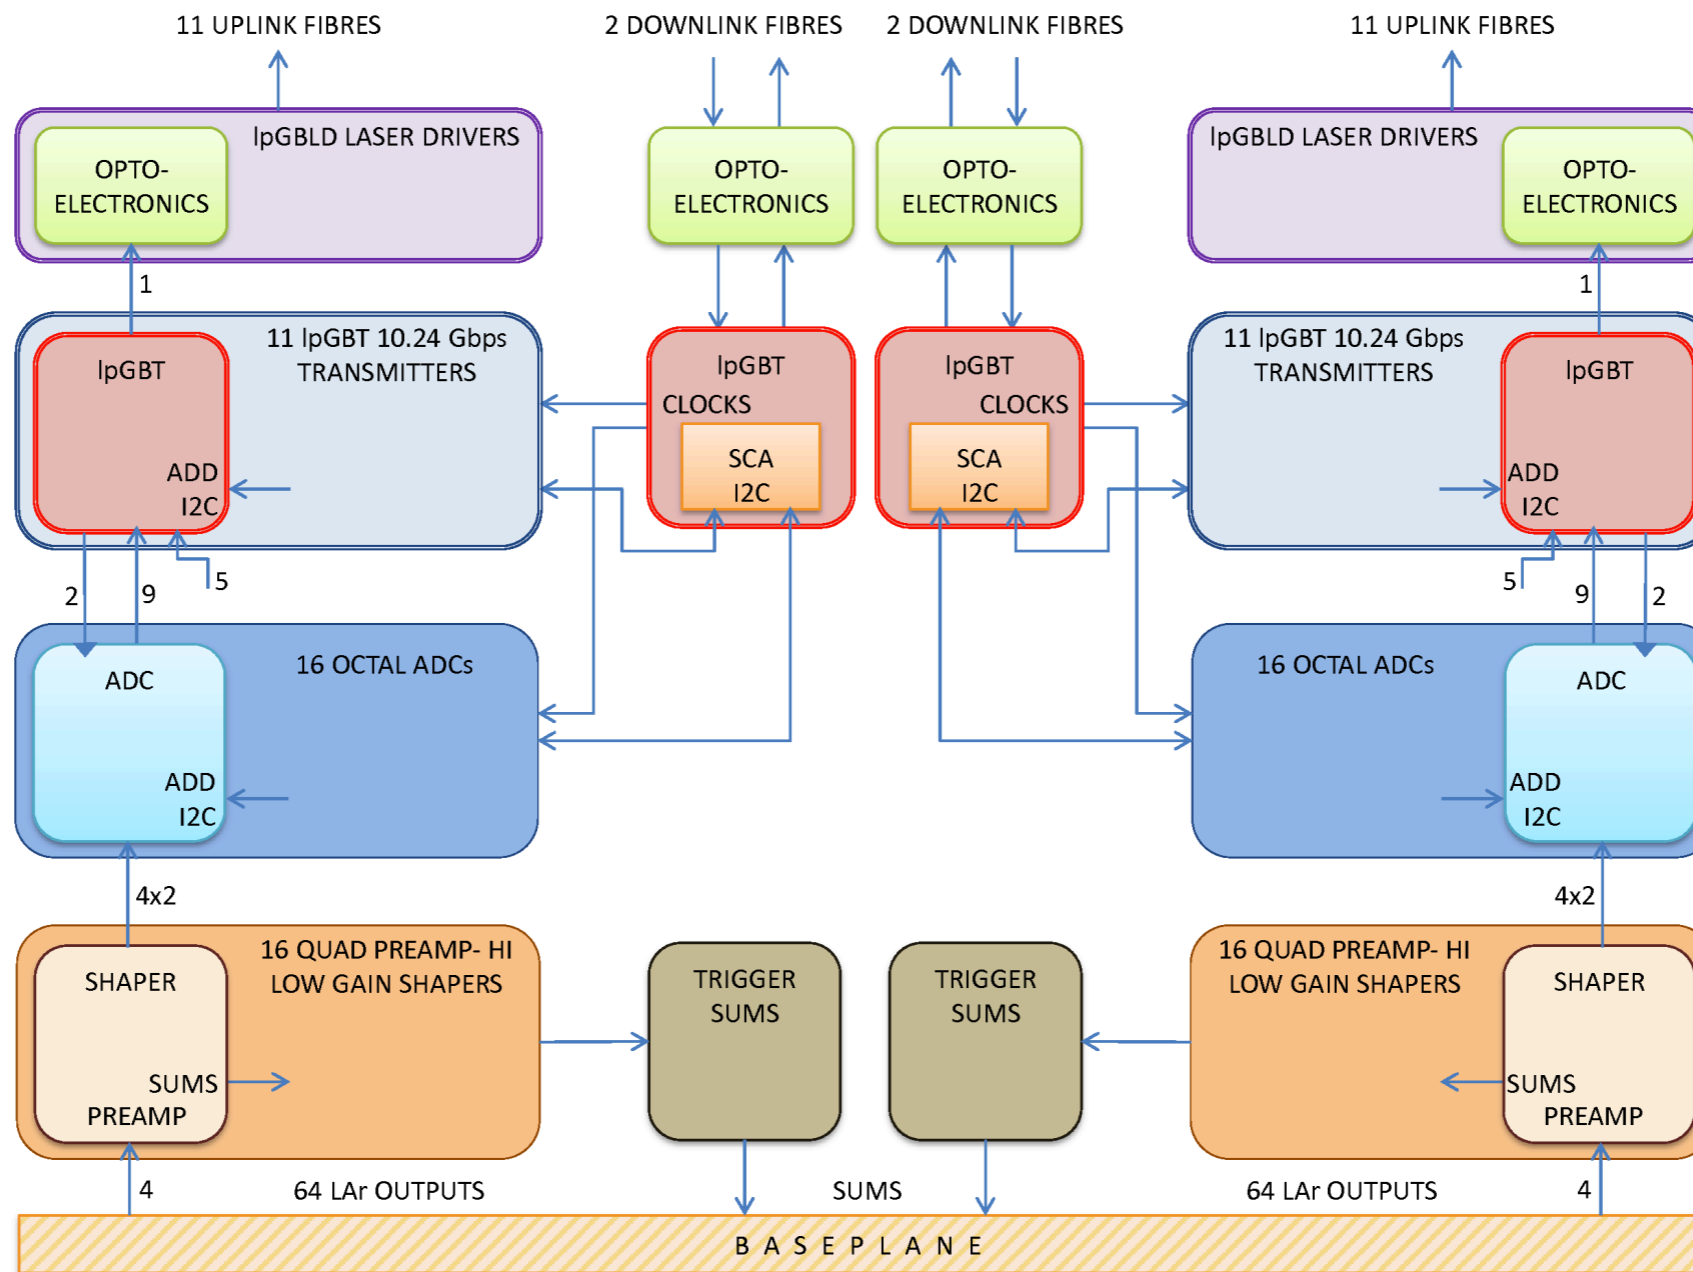 11 UPLINK FIBRES
2 DOWNLINK FIBRES
2 DOWNLINK FIBRES
11 UPLINK FIBRES
lpGBLD LASER DRIVERS
OPTO-
ELECTRONICS
OPTO-
ELECTRONICS
OPTO-
ELECTRONICS
lpGBLD LASER DRIVERS
OPTO-
ELECTRONICS
1
1
11 lpGBT 10.24 Gbps
TRANSMITTERS
lpGBT
ADD
I2C
lpGBT
CLOCKS
SCA
I2C
lpGBT
CLOCKS
SCA
I2C
11 lpGBT 10.24 Gbps
TRANSMITTERS
lpGBT
ADD
I2C
2
9
5
5
9
2
16 OCTAL ADCs
ADC
ADD
I2C
16 OCTAL ADCs
ADC
ADD
I2C
4x2
4x2
16 QUAD PREAMP- HI
LOW GAIN SHAPERS
SHAPER
SUMS
PREAMP
TRIGGER
SUMS
TRIGGER
SUMS
16 QUAD PREAMP- HI
LOW GAIN SHAPERS
SHAPER
SUMS
PREAMP
4
64 LAr OUTPUTS
SUMS
64 LAr OUTPUTS
4
BASEPLANE